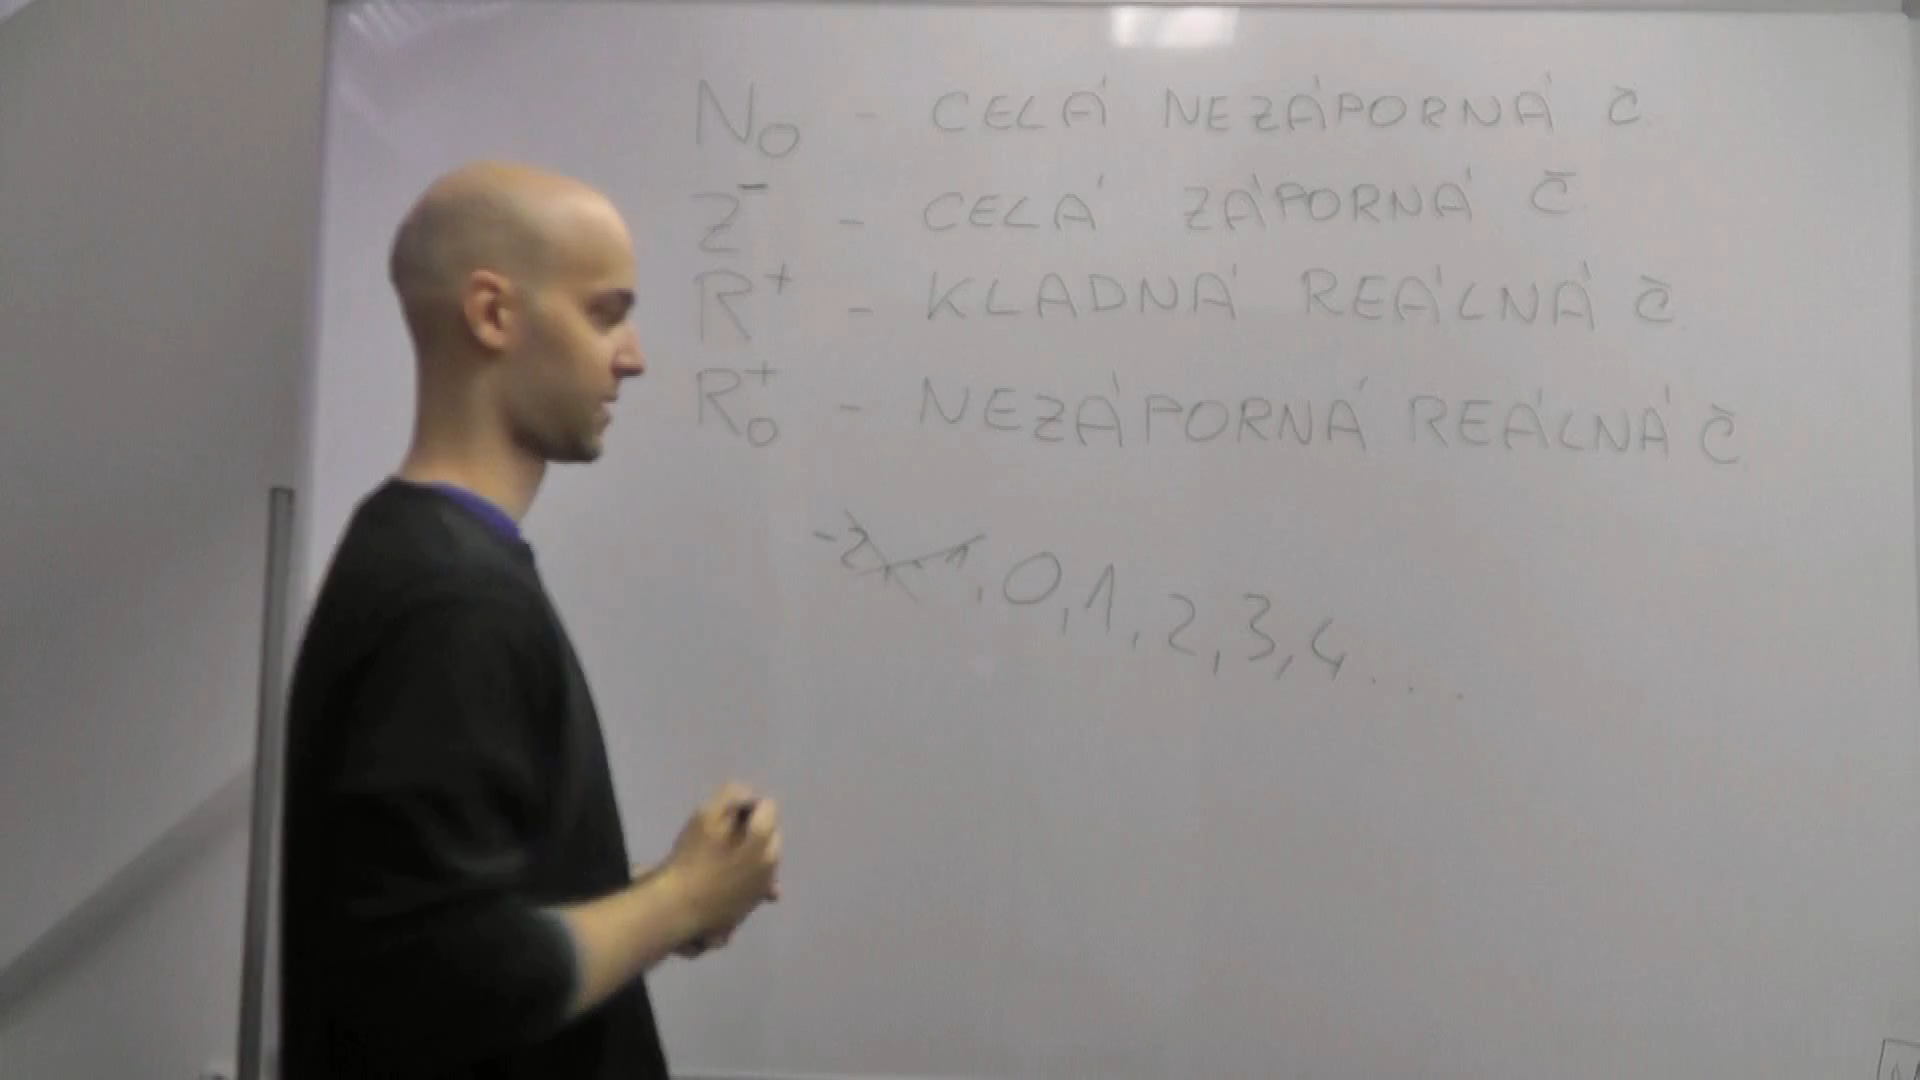 N₀ - CELÁ NEZÁPORNÁ Č.
Z⁻ - CELÁ ZÁPORNÁ Č.
R⁺ - KLADNÁ REÁLNÁ Č.
R₀⁺ - NEZÁPORNÁ REÁLNÁ Č
-2, -1, 0, 1, 2, 3, 4 . . .